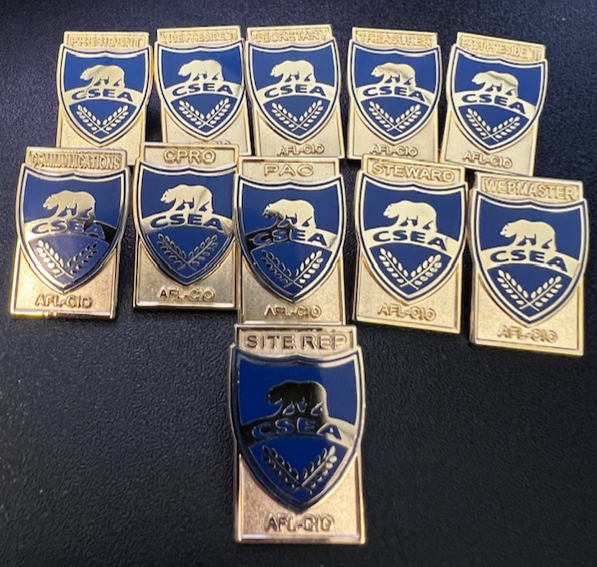 PRESIDENT
CSEA
VICE PRESIDENT
CSEA
SECRETARY
CSEA
AFL-CIO
TREASURER
CSEA
AFL-CIO
PAST PRESIDENT
CSEA
AFL-CIO
COMMUNICATIONS
CSEA
AFL-CIO
CPRO
CSEA
AFL-CIO
PAC
CSEA
AFL-CIO
STEWARD
CSEA
AFL-CIO
WEBMASTER
CSEA
AFL-CIO
SITE REP
CSEA
AFL-CIO